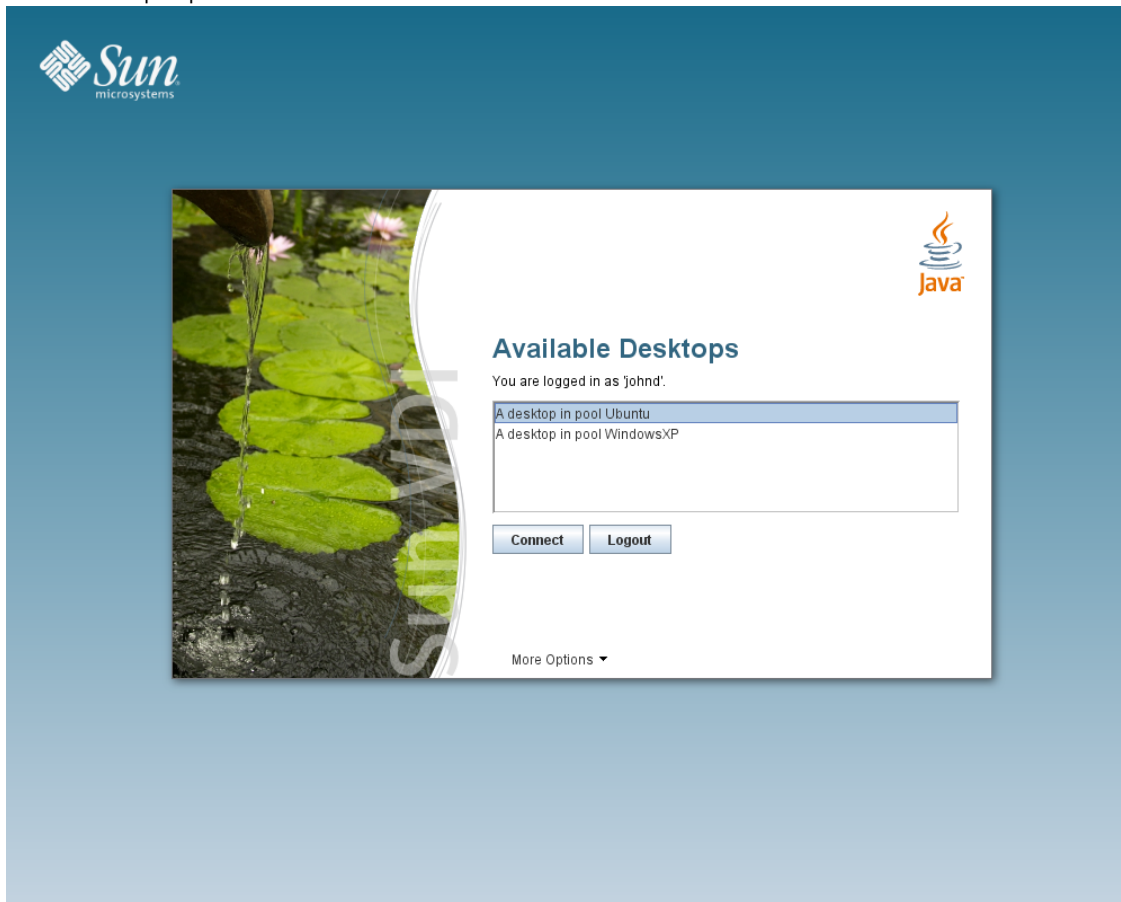 Sun
microsystems
Java
Available Desktops
You are logged in as 'johnd'.
A desktop in pool Ubuntu
A desktop in pool WindowsXP
Connect Logout
More Options
Sun VDI